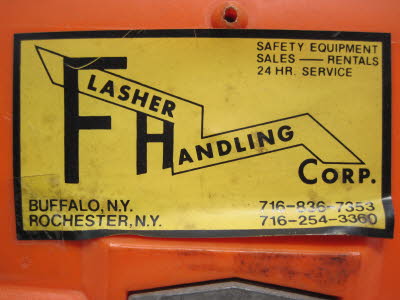 SAFETY EQUIPMENT
SALES — RENTALS
24 HR. SERVICE
FLASHER
HANDLING
CORP.
BUFFALO, N.Y. 716-836-7353
ROCHESTER, N.Y. 716-254-3360